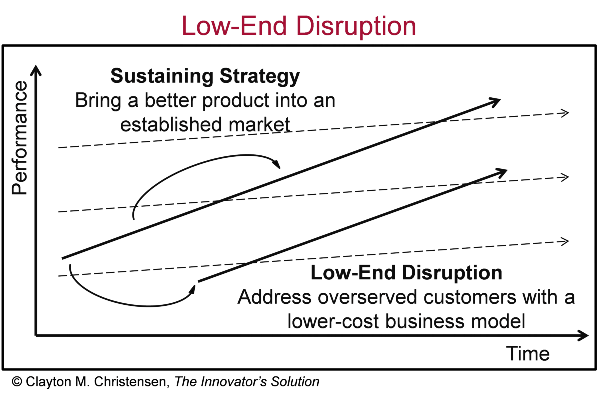 Low-End Disruption
Sustaining Strategy
Bring a better product into an
established market
Performance
Low-End Disruption
Address overserved customers with a
lower-cost business model
Time
© Clayton M. Christensen, The Innovator's Solution